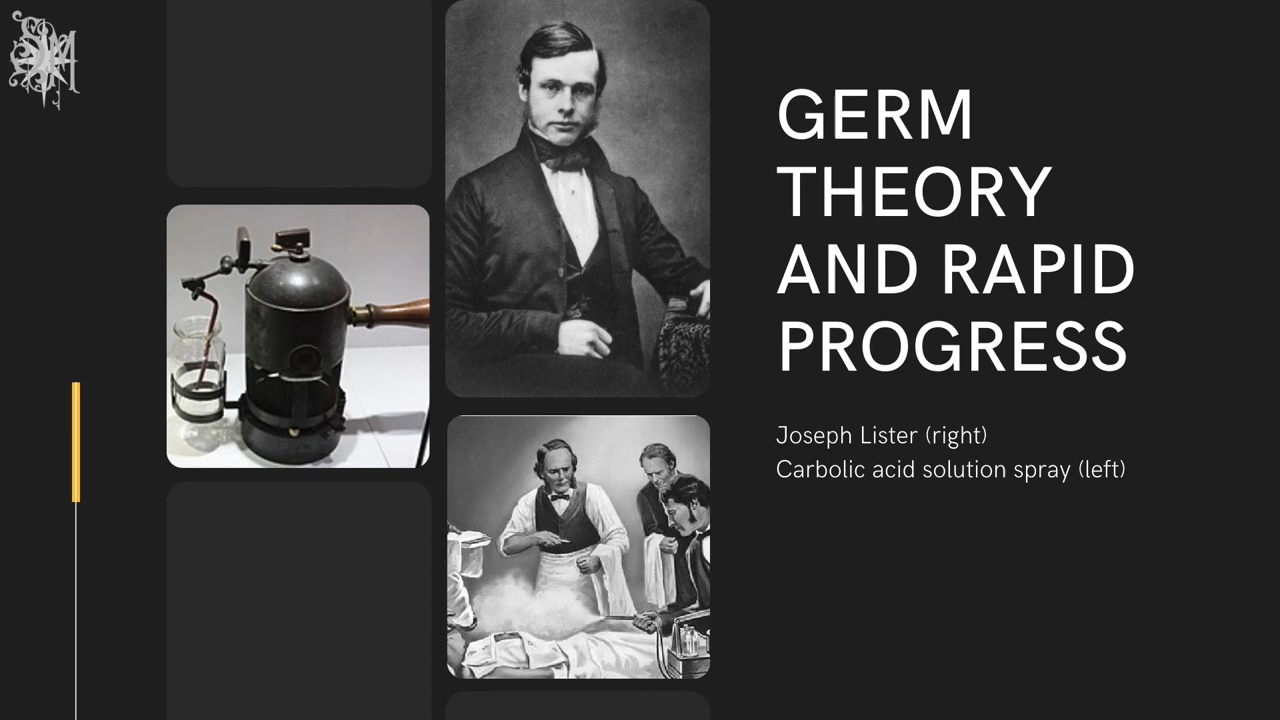 GERM
THEORY
AND RAPID
PROGRESS
Joseph Lister (right)
Carbolic acid solution spray (left)